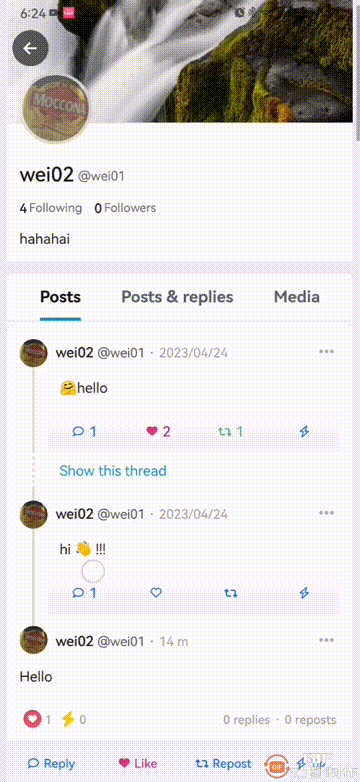 6:24
MOCCONA
wei02 @wei01
4 Following 0 Followers
hahahai
Posts Posts & replies Media
wei02 @wei01 · 2023/04/24
🤗hello
1 2 1
Show this thread
wei02 @wei01 · 2023/04/24
hi 👏 !!!
1
wei02 @wei01 · 14 m
Hello
1 0 0 replies · 0 reposts
Reply Like Repost
GIF